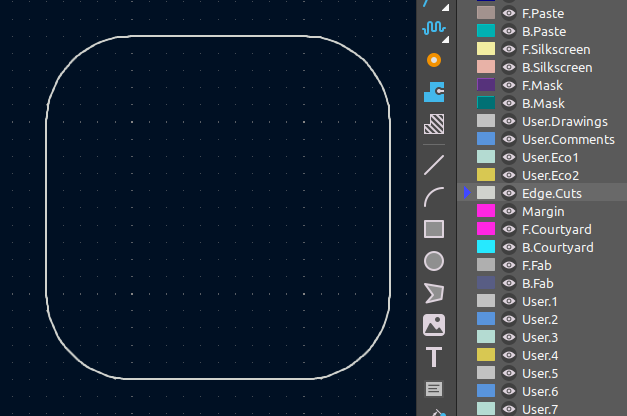 F.Paste
B.Paste
F.Silkscreen
B.Silkscreen
F.Mask
B.Mask
User.Drawings
User.Comments
User.Eco1
User.Eco2
Edge.Cuts
Margin
F.Courtyard
B.Courtyard
F.Fab
B.Fab
User.1
User.2
User.3
User.4
User.5
User.6
User.7